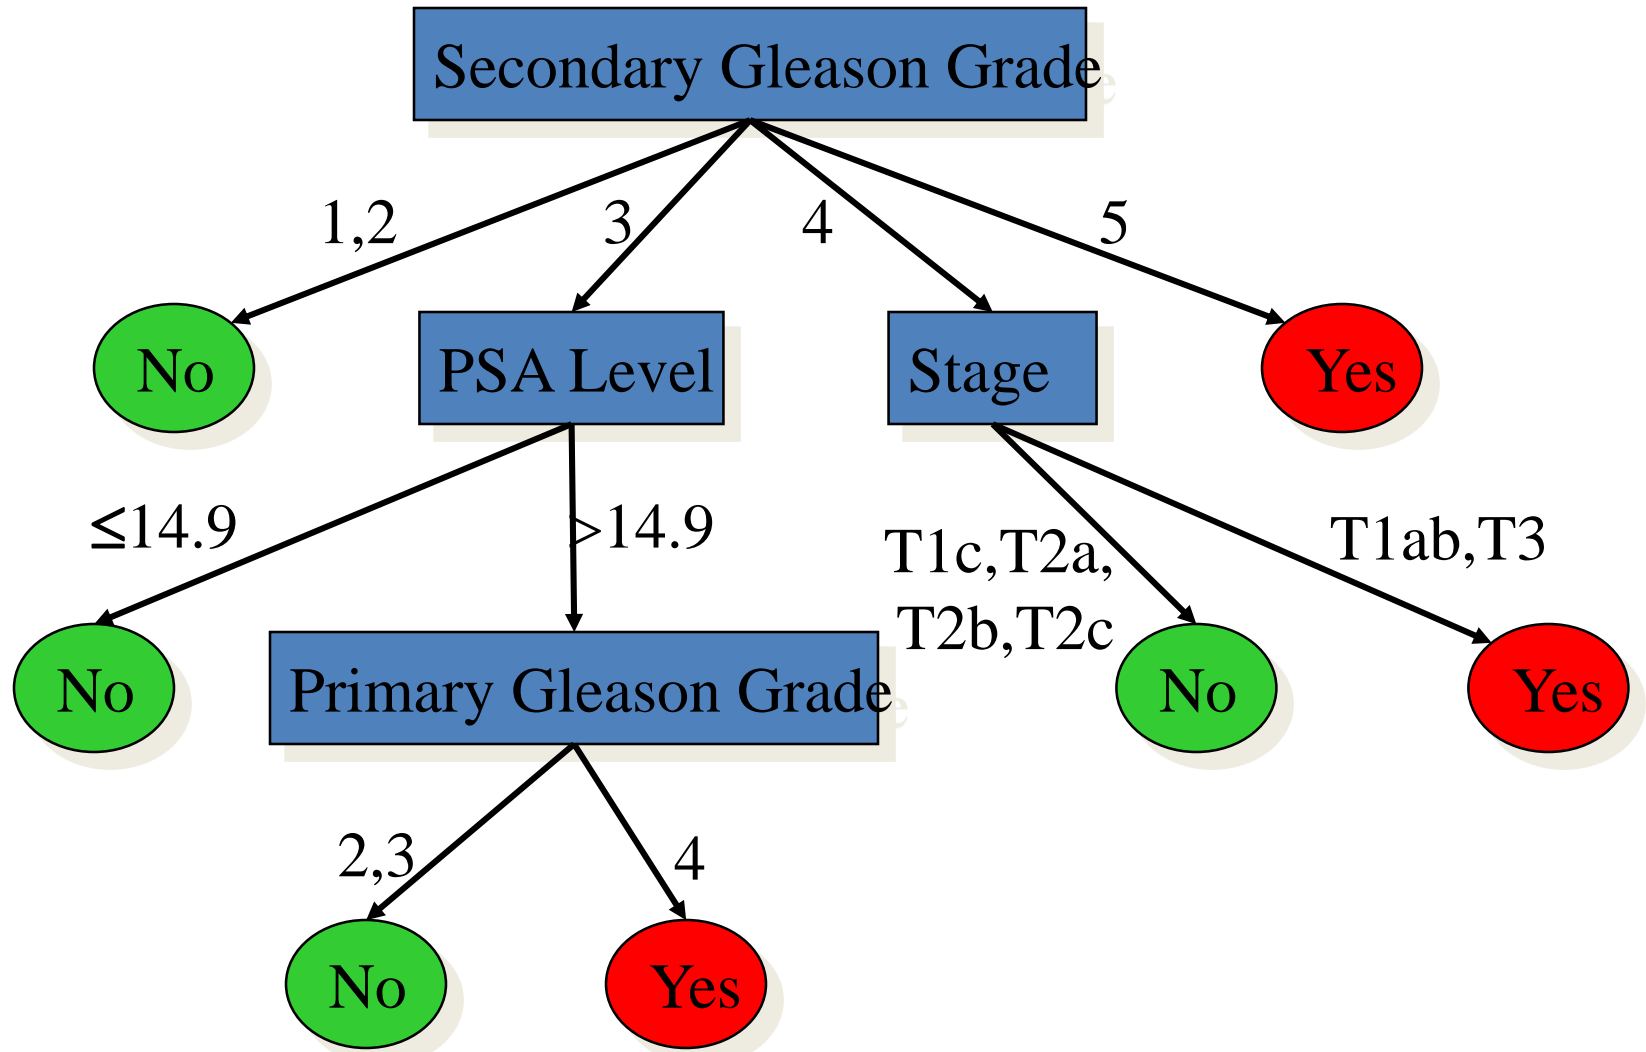 Secondary Gleason Grade
1,2
3
4
5
No
PSA Level
Stage
Yes
≤14.9
>14.9
T1c,T2a,
T2b,T2c
T1ab,T3
No
Primary Gleason Grade
No
Yes
2,3
4
No
Yes